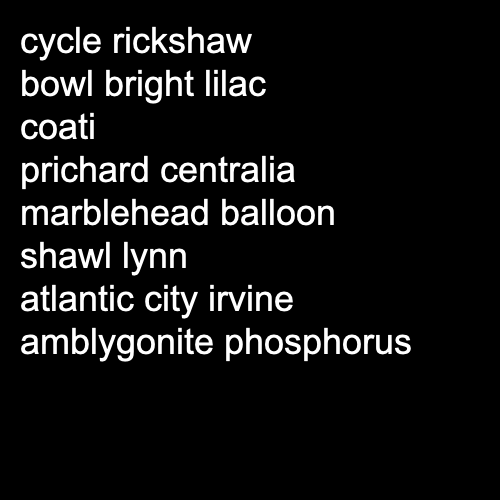 cycle rickshaw
bowl bright lilac
coati
prichard centralia
marblehead balloon
shawl lynn
atlantic city irvine
amblygonite phosphorus